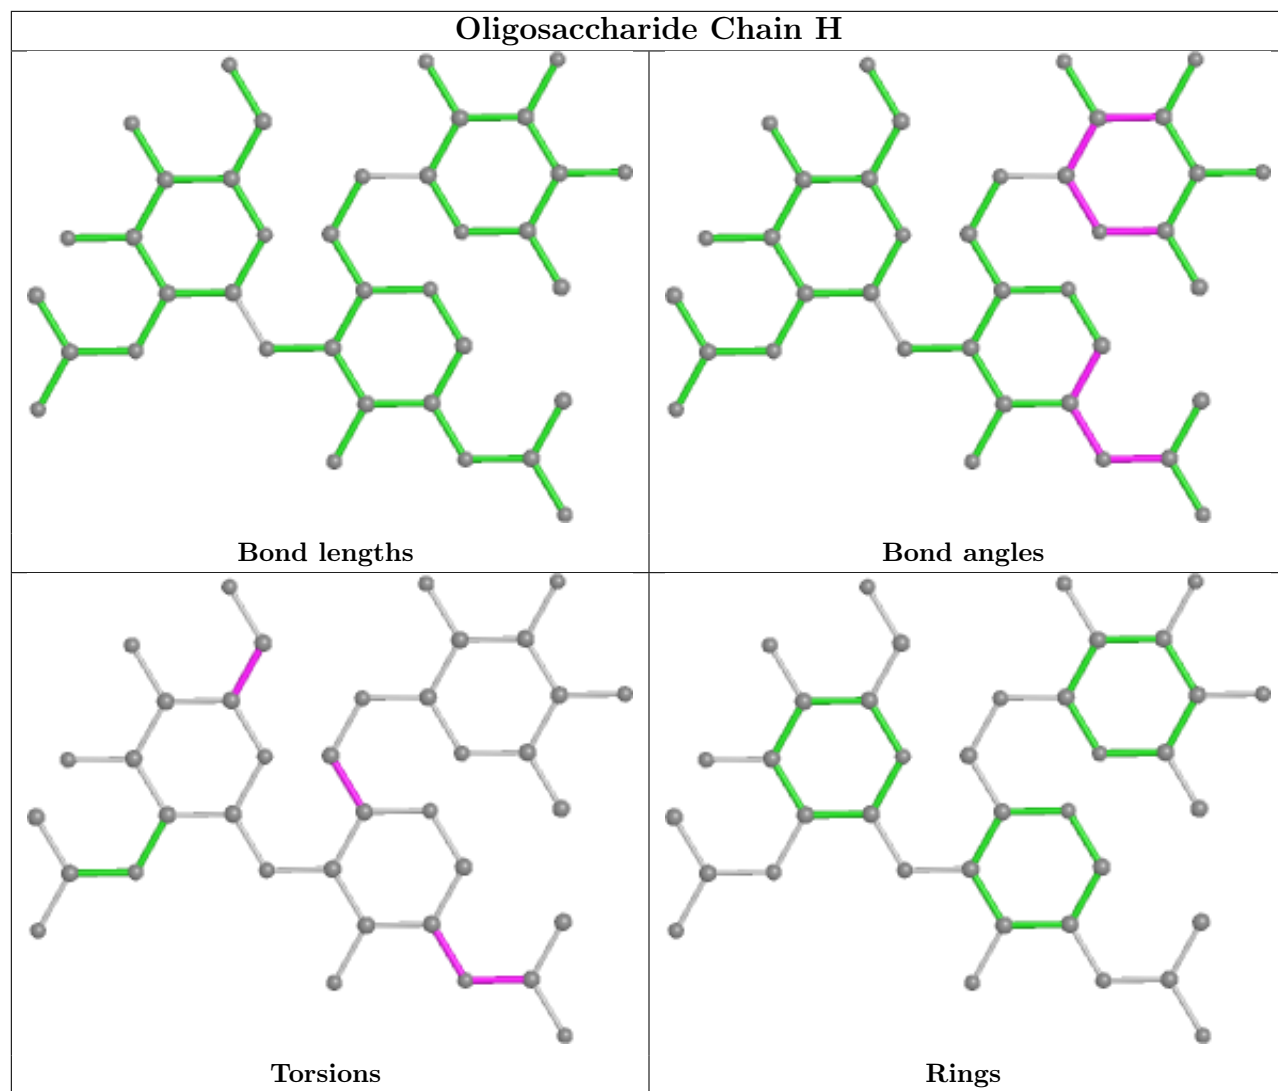 Oligosaccharide Chain H
Bond lengths
Bond angles
Torsions
Rings